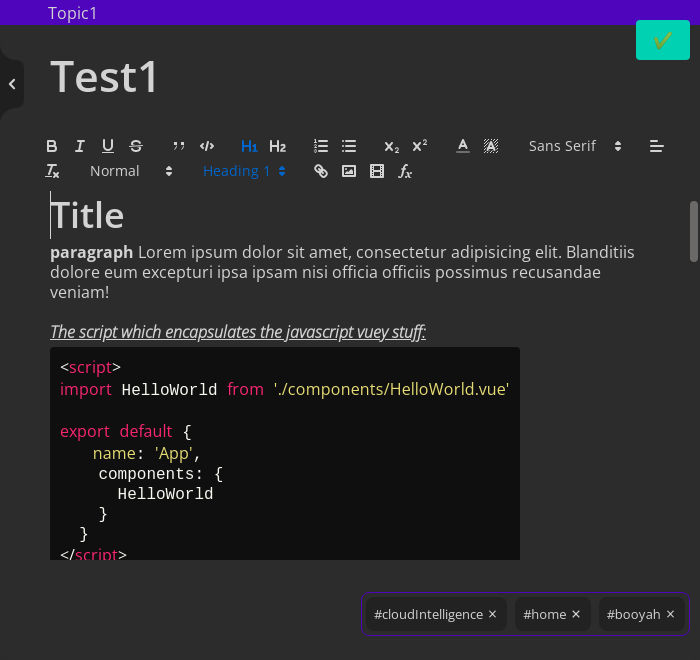 Topic1
Test1
B I U S H1 H2 x2 x2 A A Sans Serif
Tx Normal Heading 1 fx
Title
paragraph Lorem ipsum dolor sit amet, consectetur adipisicing elit. Blanditiis
dolore eum excepturi ipsa ipsam nisi officia officiis possimus recusandae
veniam!
The script which encapsulates the javascript vuey stuff:
<script>
import HelloWorld from './components/HelloWorld.vue'
export default {
name: 'App',
components: {
HelloWorld
}
}
</script>
#cloudIntelligence × #home × #booyah ×